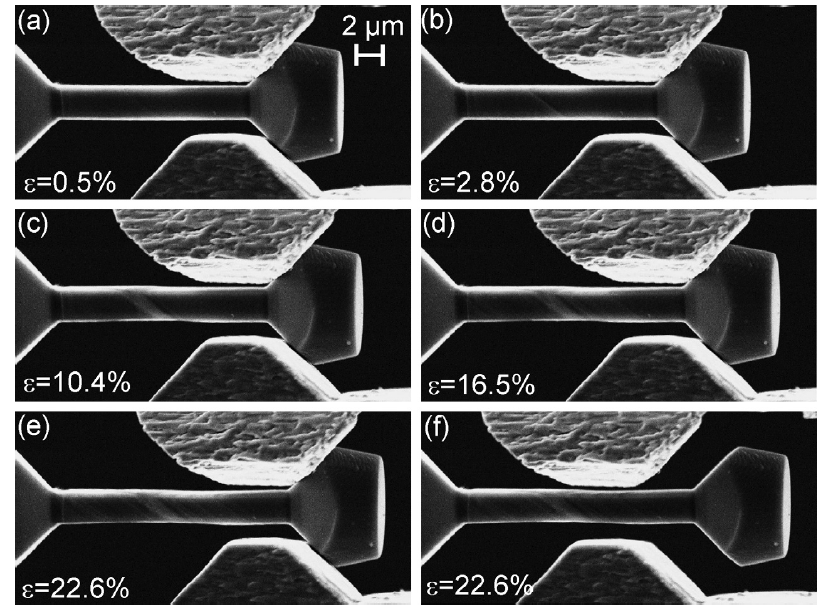 (a)
2 µm
ε=0.5%
(b)
ε=2.8%
(c)
ε=10.4%
(d)
ε=16.5%
(e)
ε=22.6%
(f)
ε=22.6%